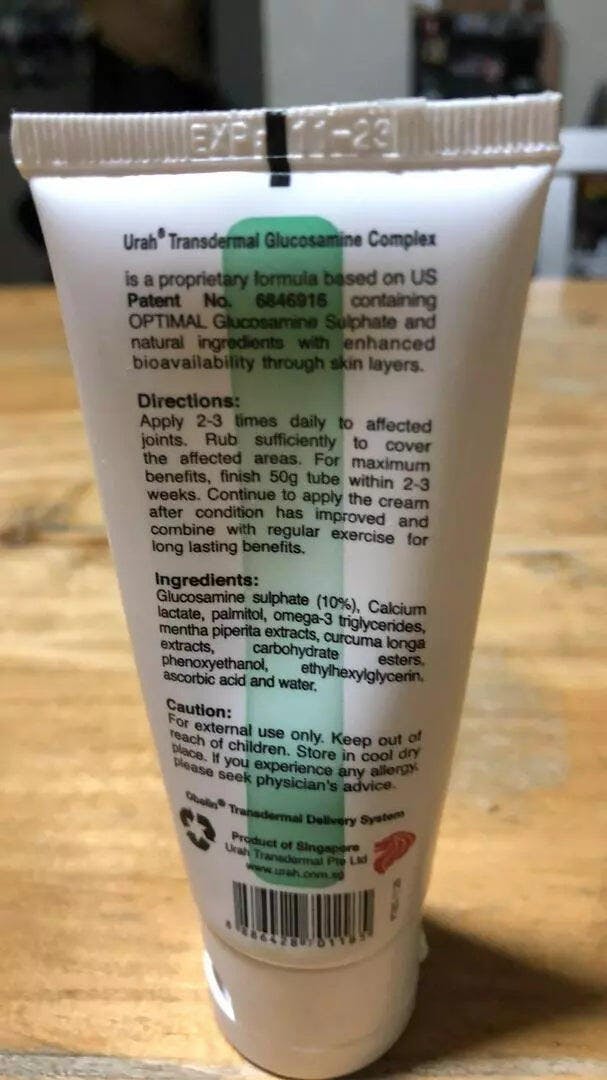 EXP: 11-23
Urah® Transdermal Glucosamine Complex
is a proprietary formula based on US
Patent No. 6846916 containing
OPTIMAL Glucosamine Sulphate and
natural ingredients with enhanced
bioavailability through skin layers.
Directions:
Apply 2-3 times daily to affected
joints. Rub sufficiently to cover
the affected areas. For maximum
benefits, finish 50g tube within 2-3
weeks. Continue to apply the cream
after condition has improved and
combine with regular exercise for
long lasting benefits.
Ingredients:
Glucosamine sulphate (10%), Calcium
lactate, palmitol, omega-3 triglycerides,
mentha piperita extracts, curcuma longa
extracts, carbohydrate esters,
phenoxyethanol, ethylhexylglycerin,
ascorbic acid and water.
Caution:
For external use only. Keep out of
reach of children. Store in cool dry
place. If you experience any allergy,
please seek physician's advice.
Obelin® Transdermal Delivery System
Product of Singapore
Urah Transdermal Pte Ltd
www.urah.com.sg